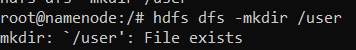 root@namenode:/# hdfs dfs -mkdir /user
mkdir: `/user': File exists